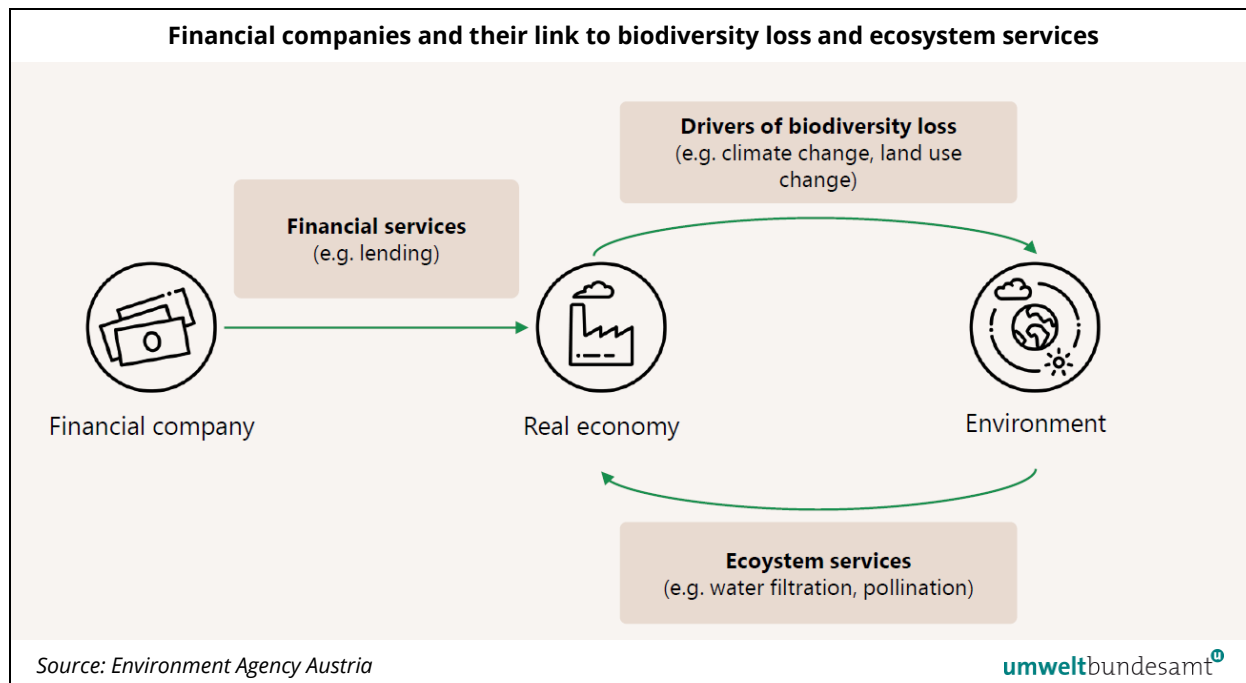 Financial companies and their link to biodiversity loss and ecosystem services
Drivers of biodiversity loss
(e.g. climate change, land use
change)
Financial services
(e.g. lending)
Financial company
Real economy
Environment
Ecoystem services
(e.g. water filtration, pollination)
Source: Environment Agency Austria
umweltbundesamt u